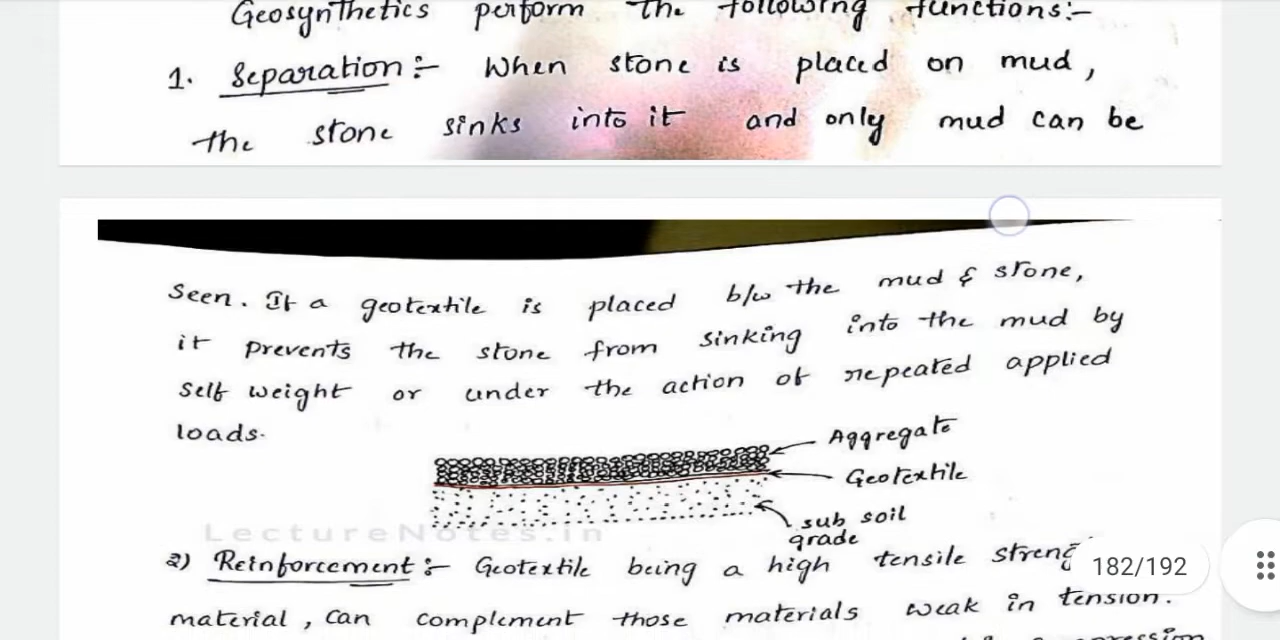 Geosynthetics perform the following functions:-
1. Separation :- When stone is placed on mud,
the stone sinks into it and only mud can be
seen. If a geotextile is placed b/w the mud & stone,
it prevents the stone from sinking into the mud by
self weight or under the action of repeated applied
loads.
Aggregate
Geotextile
sub soil
grade
LectureNotes.in
2) Reinforcement :- Geotextile being a high tensile
182/192
material, can complement those materials weak in tension.